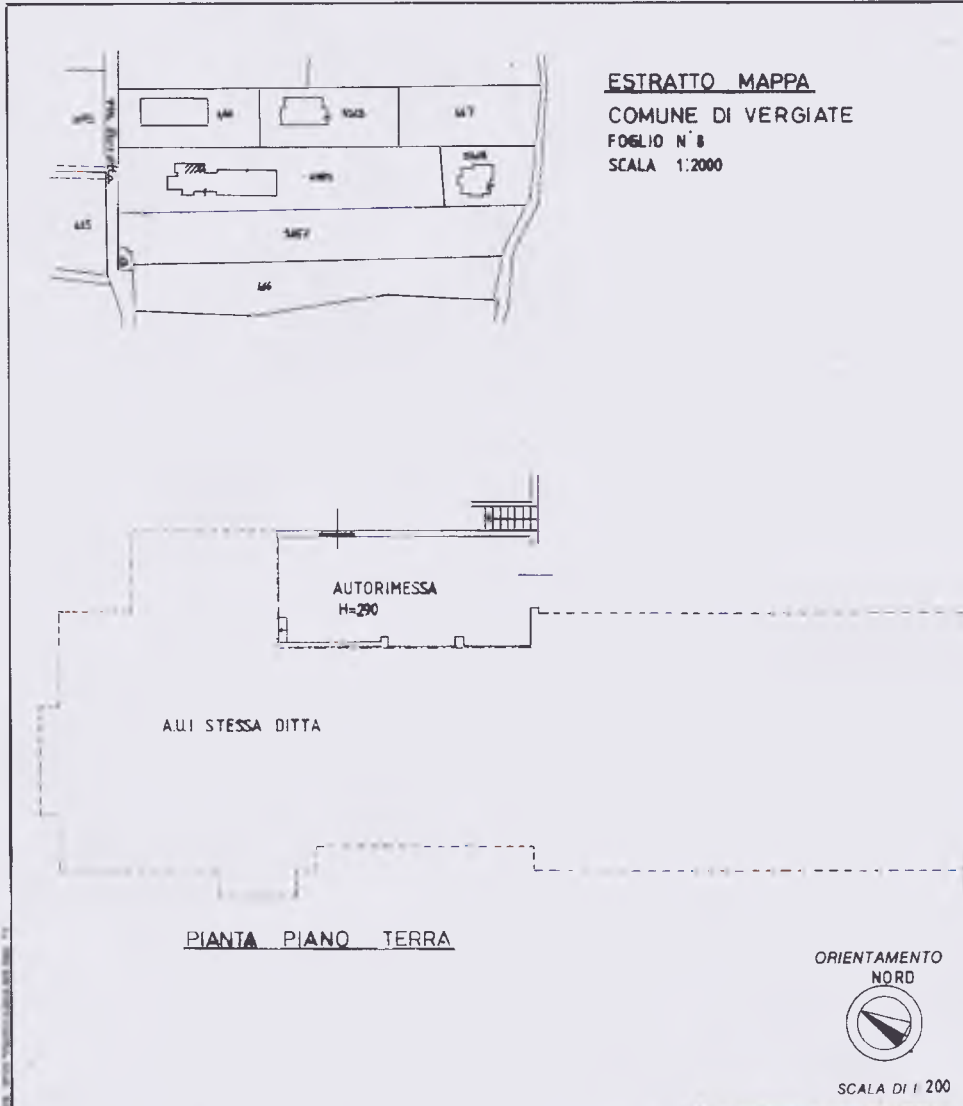 ESTRATTO MAPPA
COMUNE DI VERGIATE
FOGLIO N° 8
SCALA 1:2000
466
AUTORIMESSA
H=290
A.U.I STESSA DITTA
PIANTA PIANO TERRA
ORIENTAMENTO
NORD
SCALA DI 1 200